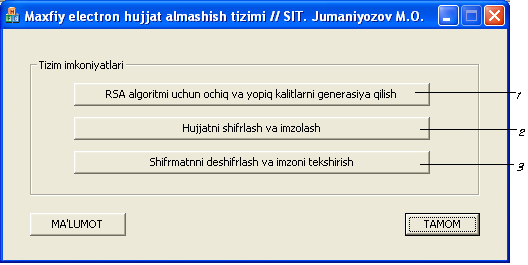 Maxfiy electron hujjat almashish tizimi // SIT. Jumaniyozov M.O.
Tizim imkoniyatlari
RSA algoritmi uchun ochiq va yopiq kalitlarni generasiya qilish
1
Hujjatni shifrlash va imzolash
2
Shifrmatnni deshifrlash va imzoni tekshirish
3
MA'LUMOT
TAMOM